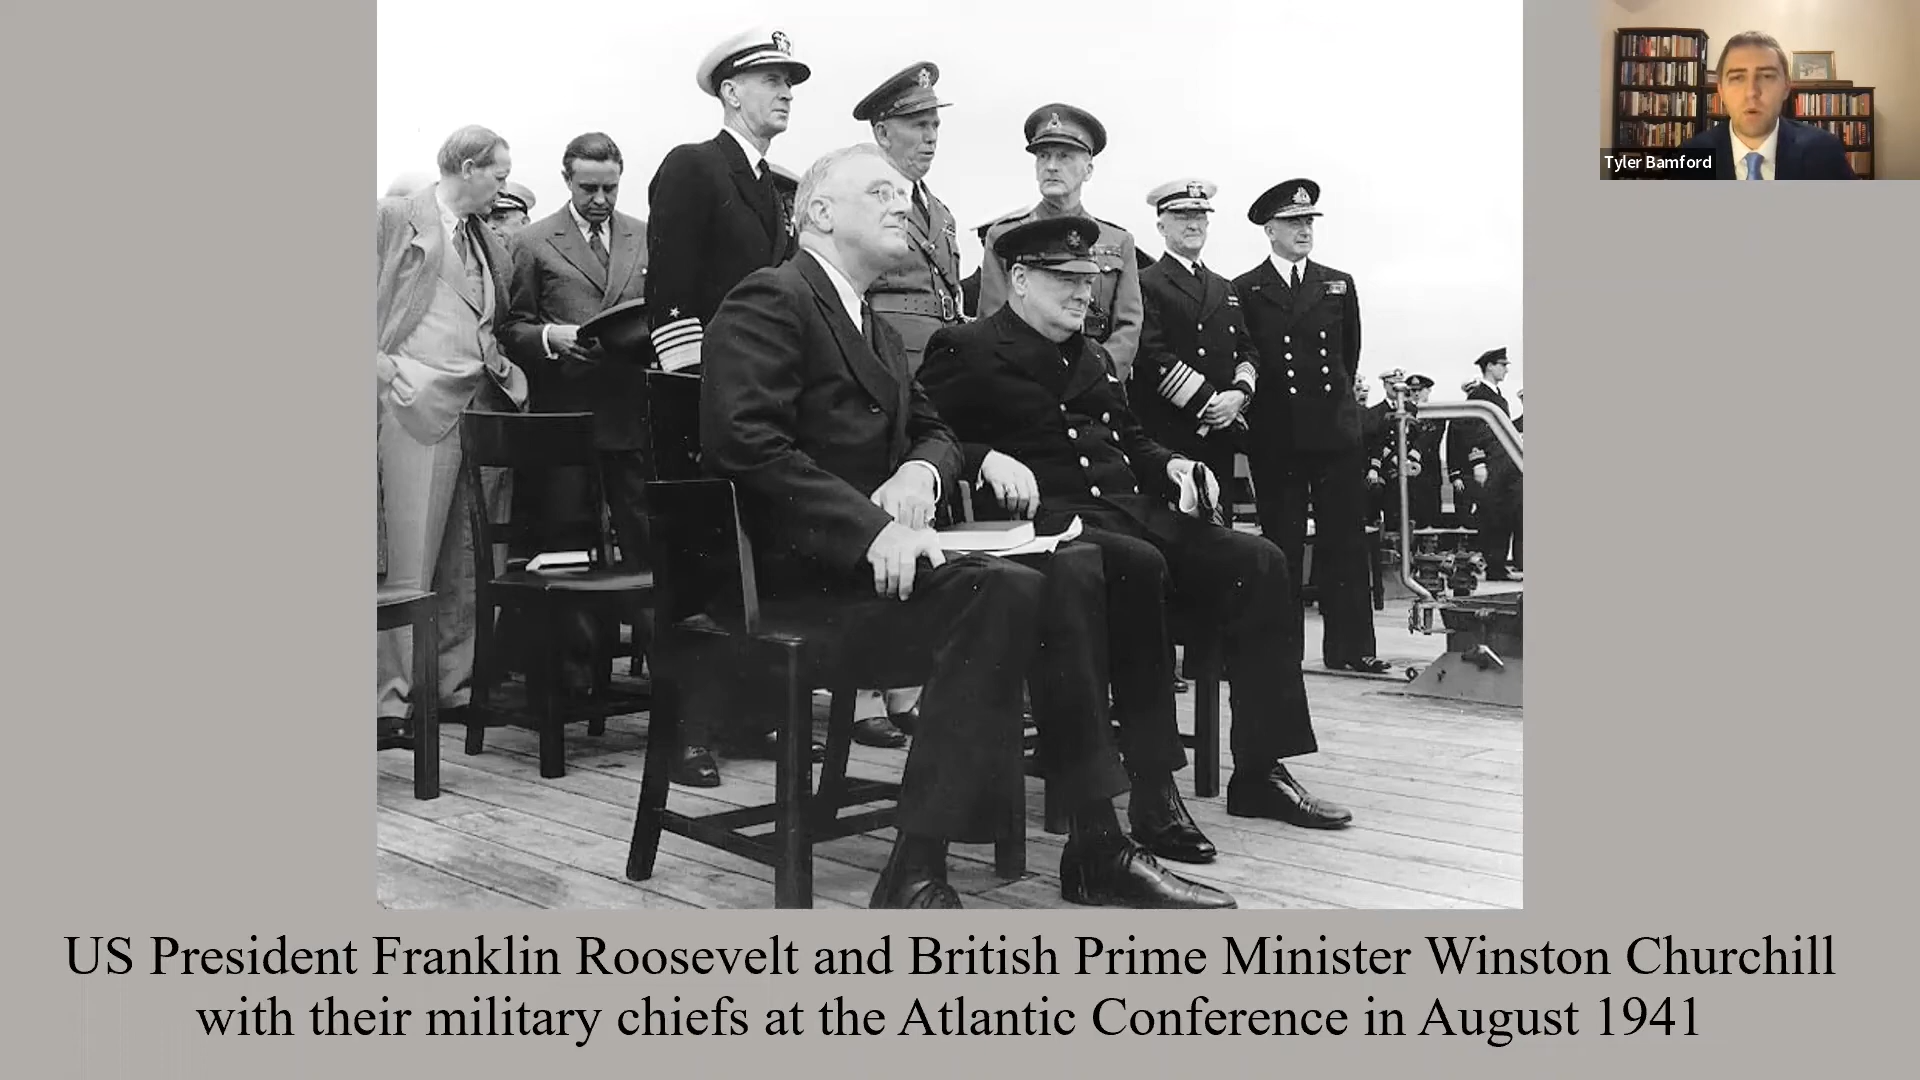 Tyler Bamford
US President Franklin Roosevelt and British Prime Minister Winston Churchill
with their military chiefs at the Atlantic Conference in August 1941